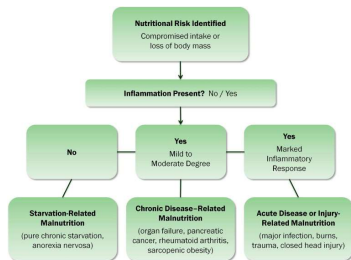 Nutritional Risk Identified
Compromised intake or
loss of body mass
Inflammation Present? No / Yes
No
Yes
Mild to
Moderate Degree
Yes
Marked
Inflammatory
Response
Starvation-Related
Malnutrition
(pure chronic starvation,
anorexia nervosa)
Chronic Disease–Related
Malnutrition
(organ failure, pancreatic
cancer, rheumatoid arthritis,
sarcopenic obesity)
Acute Disease or Injury-
Related Malnutrition
(major infection, burns,
trauma, closed head injury)